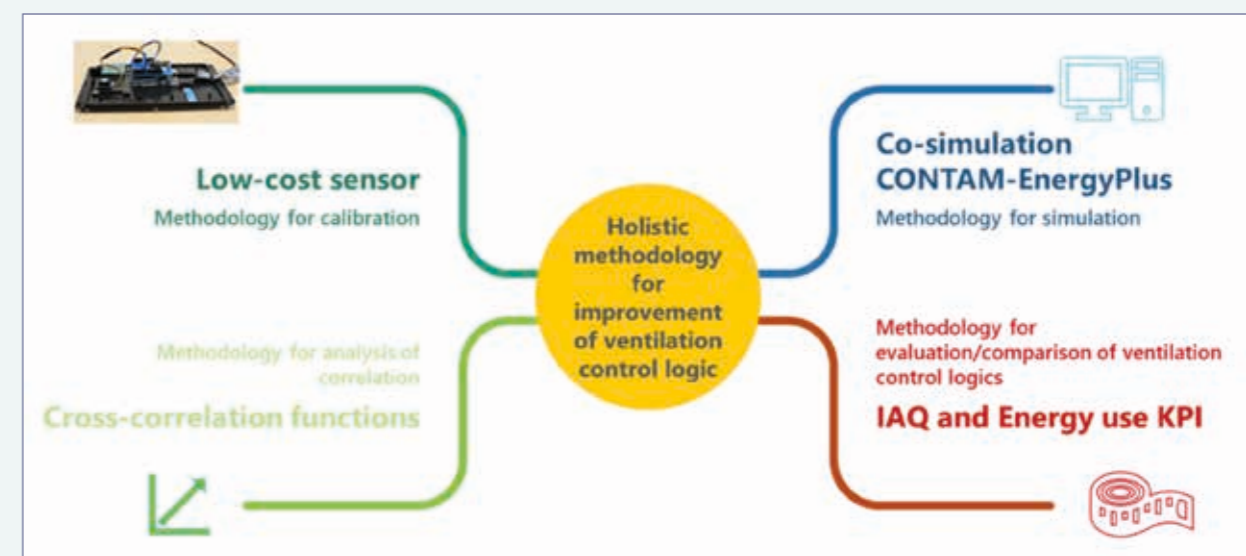 Low-cost sensor
Methodology for calibration
Methodology for analysis of
correlation
Cross-correlation functions
Holistic
methodology
for
improvement
of ventilation
control logic
Co-simulation
CONTAM-EnergyPlus
Methodology for simulation
Methodology for
evaluation/comparison of ventilation
control logics
IAQ and Energy use KPI